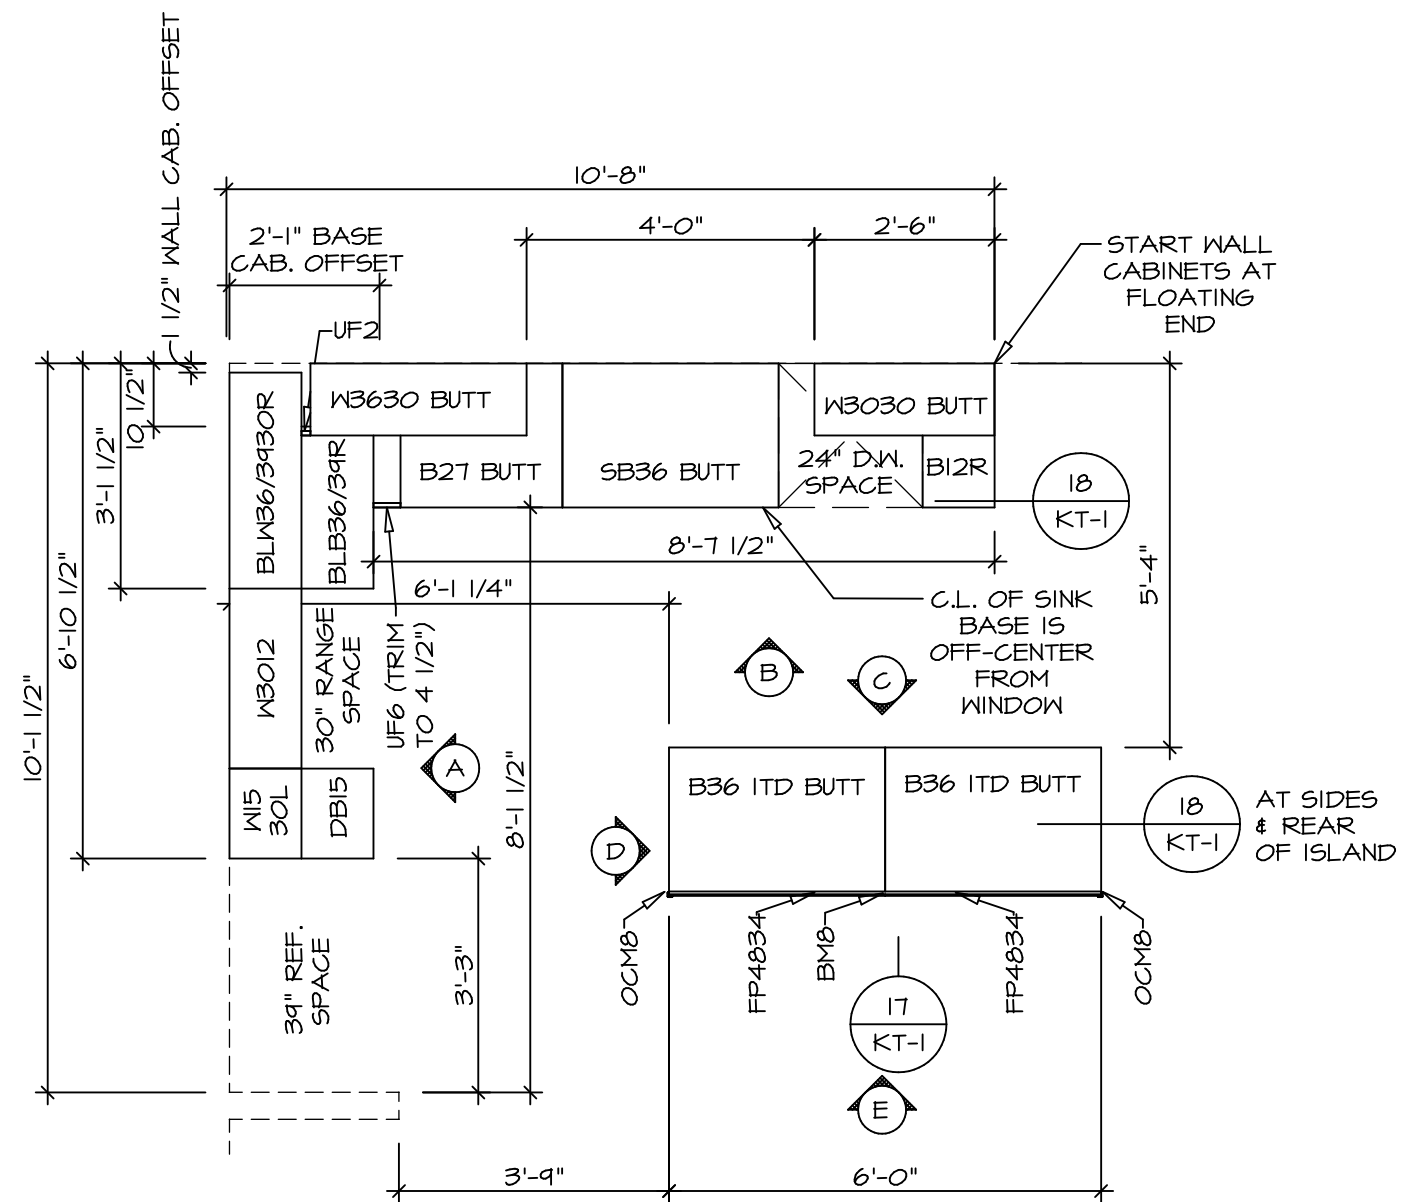 1 1/2" WALL CAB. OFFSET
10'-8"
2'-1" BASE
CAB. OFFSET
4'-0"
2'-6"
START WALL
CABINETS AT
FLOATING
END
UF2
10 1/2"
3'-1 1/2"
6'-10 1/2"
10'-1 1/2"
BLW36/3930R
BLB36/39R
W3630 BUTT
B27 BUTT
SB36 BUTT
W3030 BUTT
24" D.W.
SPACE
B12R
18
KT-1
8'-7 1/2"
6'-1 1/4"
5'-4"
C.L. OF SINK
BASE IS
OFF-CENTER
FROM
WINDOW
W3012
30" RANGE
SPACE
UF6 (TRIM
TO 4 1/2")
A
B
C
D
W15
30L
DB15
8'-1 1/2"
B36 1TD BUTT
B36 1TD BUTT
18
KT-1
AT SIDES
& REAR
OF ISLAND
39" REF.
SPACE
3'-3"
OCM8
FP4834
BM8
FP4834
OCM8
17
KT-1
E
3'-9"
6'-0"